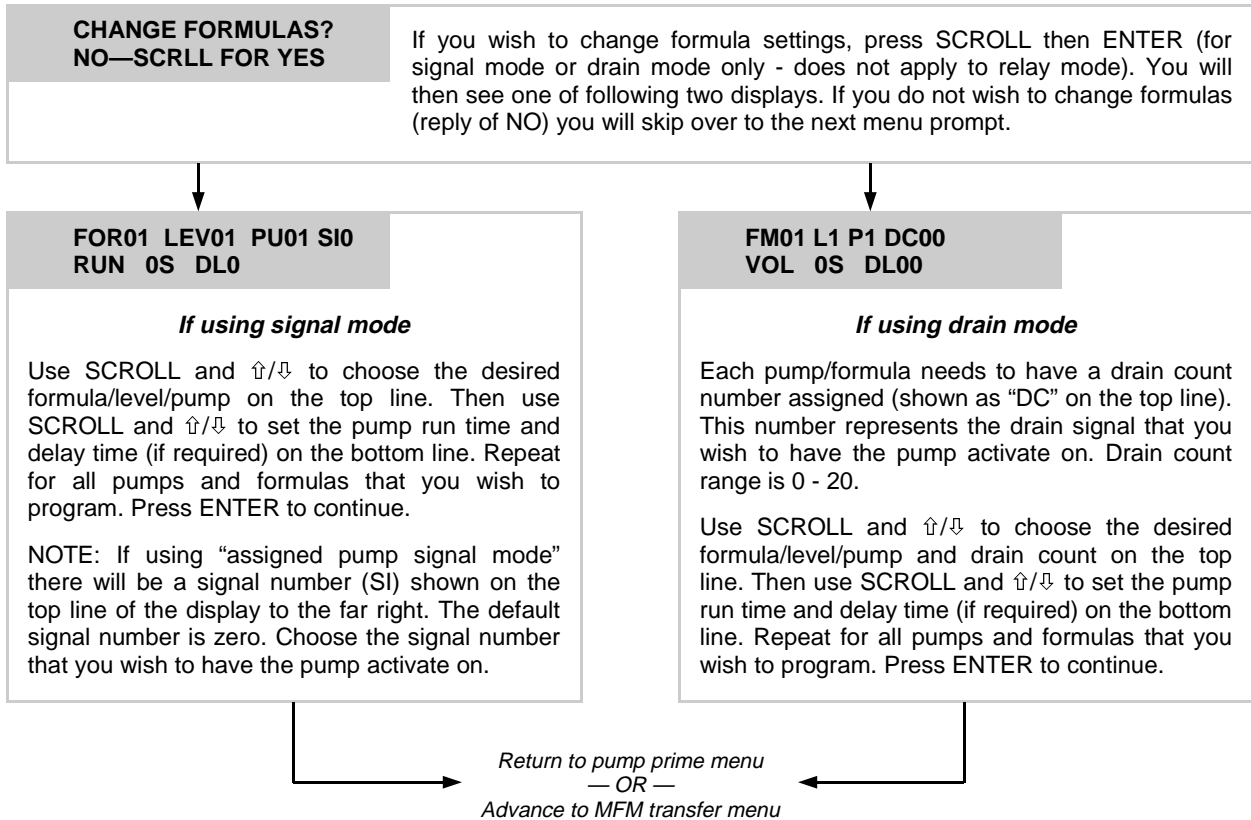 CHANGE FORMULAS?
NO—SCRLL FOR YES
If you wish to change formula settings, press SCROLL then ENTER (for
signal mode or drain mode only - does not apply to relay mode). You will
then see one of following two displays. If you do not wish to change formulas
(reply of NO) you will skip over to the next menu prompt.
FOR01 LEV01 PU01 SI0
RUN 0S DL0
If using signal mode
Use SCROLL and ⇧/⇩ to choose the desired
formula/level/pump on the top line. Then use
SCROLL and ⇧/⇩ to set the pump run time and
delay time (if required) on the bottom line. Repeat
for all pumps and formulas that you wish to
program. Press ENTER to continue.
NOTE: If using “assigned pump signal mode”
there will be a signal number (SI) shown on the
top line of the display to the far right. The default
signal number is zero. Choose the signal number
that you wish to have the pump activate on.
FM01 L1 P1 DC00
VOL 0S DL00
If using drain mode
Each pump/formula needs to have a drain count
number assigned (shown as “DC” on the top line).
This number represents the drain signal that you
wish to have the pump activate on. Drain count
range is 0 - 20.
Use SCROLL and ⇧/⇩ to choose the desired
formula/level/pump and drain count on the top
line. Then use SCROLL and ⇧/⇩ to set the pump
run time and delay time (if required) on the bottom
line. Repeat for all pumps and formulas that you
wish to program. Press ENTER to continue.
Return to pump prime menu
— OR —
Advance to MFM transfer menu